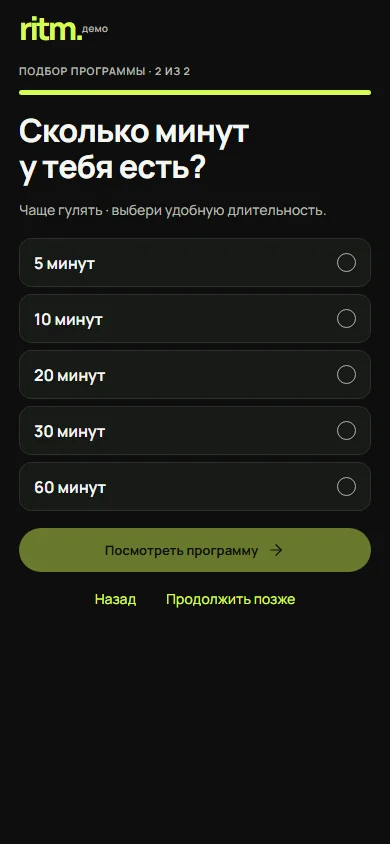 ritm. демо
ПОДБОР ПРОГРАММЫ · 2 ИЗ 2
Сколько минут
у тебя есть?
Чаще гулять · выбери удобную длительность.
5 минут
10 минут
20 минут
30 минут
60 минут
Посмотреть программу →
Назад Продолжить позже